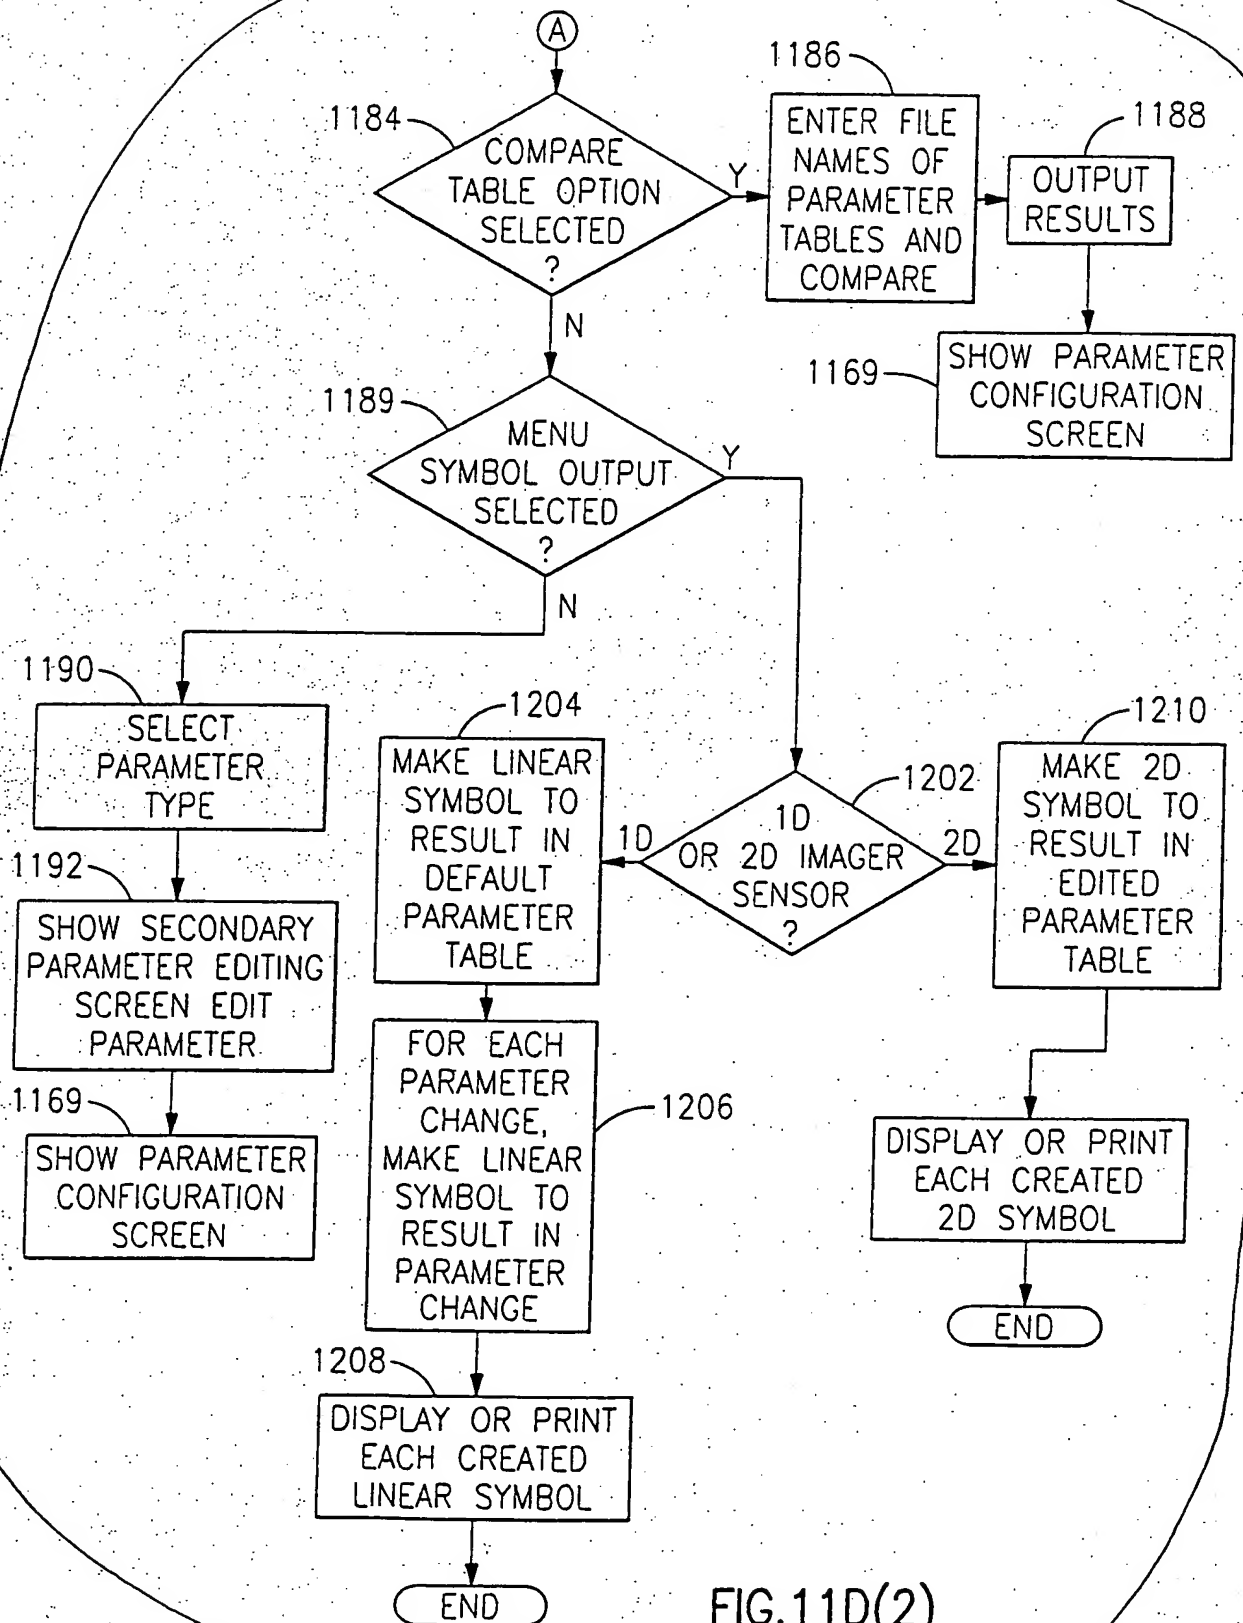 A
1184
COMPARE
TABLE OPTION
SELECTED
?
Y
N
1186
ENTER FILE
NAMES OF
PARAMETER
TABLES AND
COMPARE
1188
OUTPUT
RESULTS
1169
SHOW PARAMETER
CONFIGURATION
SCREEN
1189
MENU
SYMBOL OUTPUT
SELECTED
?
Y
N
1190
SELECT
PARAMETER
TYPE
1192
SHOW SECONDARY
PARAMETER EDITING
SCREEN EDIT
PARAMETER
1169
SHOW PARAMETER
CONFIGURATION
SCREEN
1202
1D
OR 2D IMAGER
SENSOR
?
1D
2D
1204
MAKE LINEAR
SYMBOL TO
RESULT IN
DEFAULT
PARAMETER
TABLE
1206
FOR EACH
PARAMETER
CHANGE,
MAKE LINEAR
SYMBOL TO
RESULT IN
PARAMETER
CHANGE
1208
DISPLAY OR PRINT
EACH CREATED
LINEAR SYMBOL
END
1210
MAKE 2D
SYMBOL TO
RESULT IN
EDITED
PARAMETER
TABLE
DISPLAY OR PRINT
EACH CREATED
2D SYMBOL
END
FIG.11D(2)